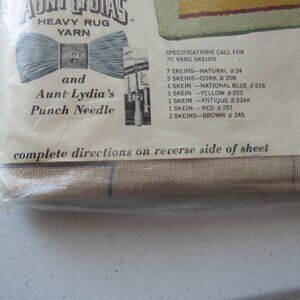 AUNT LYDIA'S
HEAVY RUG
YARN
and
Aunt Lydia's
Punch Needle
SPECIFICATIONS CALL FOR
70 YARD SKEINS
7 SKEINS—NATURAL #24
3 SKEINS—CORK #209
1 SKEIN —NATIONAL BLUE #216
1 SKEIN —YELLOW #222
1 SKEIN —ANTIQUE #224A
1 SKEIN —RED #251
2 SKEINS—BROWN #245
complete directions on reverse side of sheet